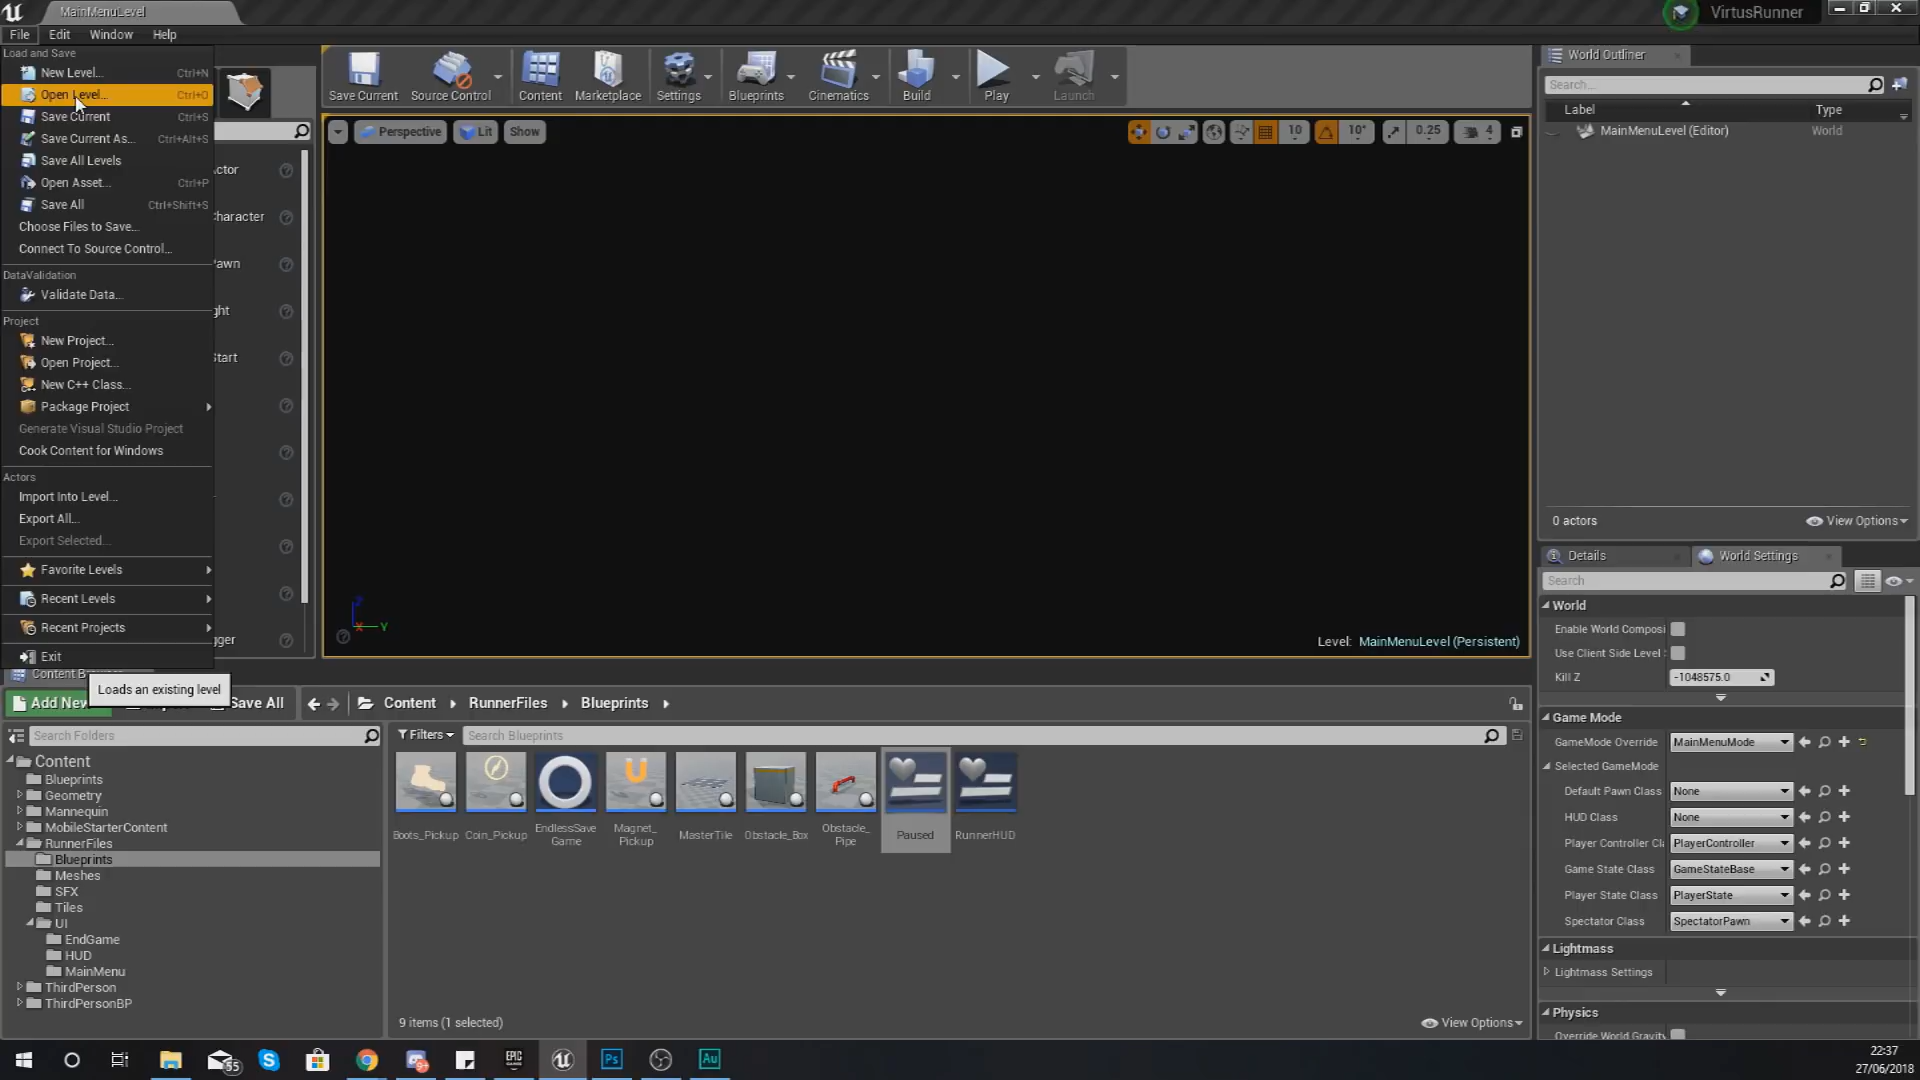 MainMenuLevel
VirtusRunner
File Edit Window Help
Load and Save
New Level... Ctrl+N
Open Level... Ctrl+O
Save Current Ctrl+S
Save Current As... Ctrl+Alt+S
Save All Levels
Open Asset... Ctrl+P
Save All Ctrl+Shift+S
Choose Files to Save...
Connect To Source Control...
DataValidation
Validate Data...
Project
New Project...
Open Project...
New C++ Class...
Package Project
Generate Visual Studio Project
Cook Content for Windows
Actors
Import Into Level...
Export All...
Export Selected...
Favorite Levels
Recent Levels
Recent Projects
Exit
Loads an existing level
Save Current Source Control Content Marketplace Settings Blueprints Cinematics Build Play Launch
Perspective Lit Show
10 10° 0.25 4
Z
X Y
Level: MainMenuLevel (Persistent)
World Outliner
Search...
Label Type
MainMenuLevel (Editor) World
0 actors View Options
Details World Settings
Search
World
Enable World Composi
Use Client Side Level
Kill Z -1048575.0
Game Mode
GameMode Override MainMenuMode
Selected GameMode
Default Pawn Class None
HUD Class None
Player Controller Cl PlayerController
Game State Class GameStateBase
Player State Class PlayerState
Spectator Class SpectatorPawn
Lightmass
Lightmass Settings
Physics
Override World Gravity
Add New Save All Content RunnerFiles Blueprints
Search Folders
Filters Search Blueprints
Content
Blueprints
Geometry
Mannequin
MobileStarterContent
RunnerFiles
Blueprints
Meshes
SFX
Tiles
UI
EndGame
HUD
MainMenu
ThirdPerson
ThirdPersonBP
Boots_Pickup Coin_Pickup EndlessSave
Game Magnet_
Pickup MasterTile Obstacle_Box Obstacle_
Pipe Paused RunnerHUD
9 items (1 selected) View Options
55 EPIC Ps Au
22:37
27/06/2018